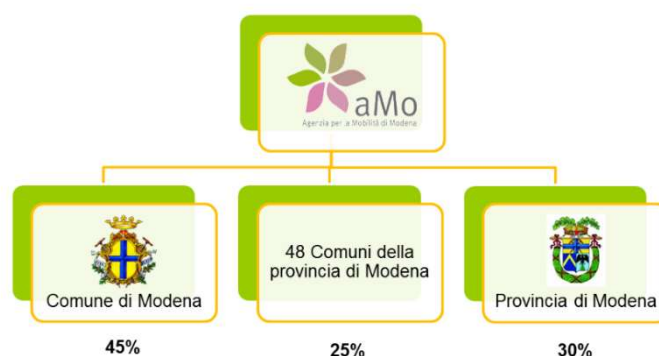 aMo
Agenzia per la Mobilità di Modena
Comune di Modena
48 Comuni della
provincia di Modena
Provincia di Modena
45%
25%
30%